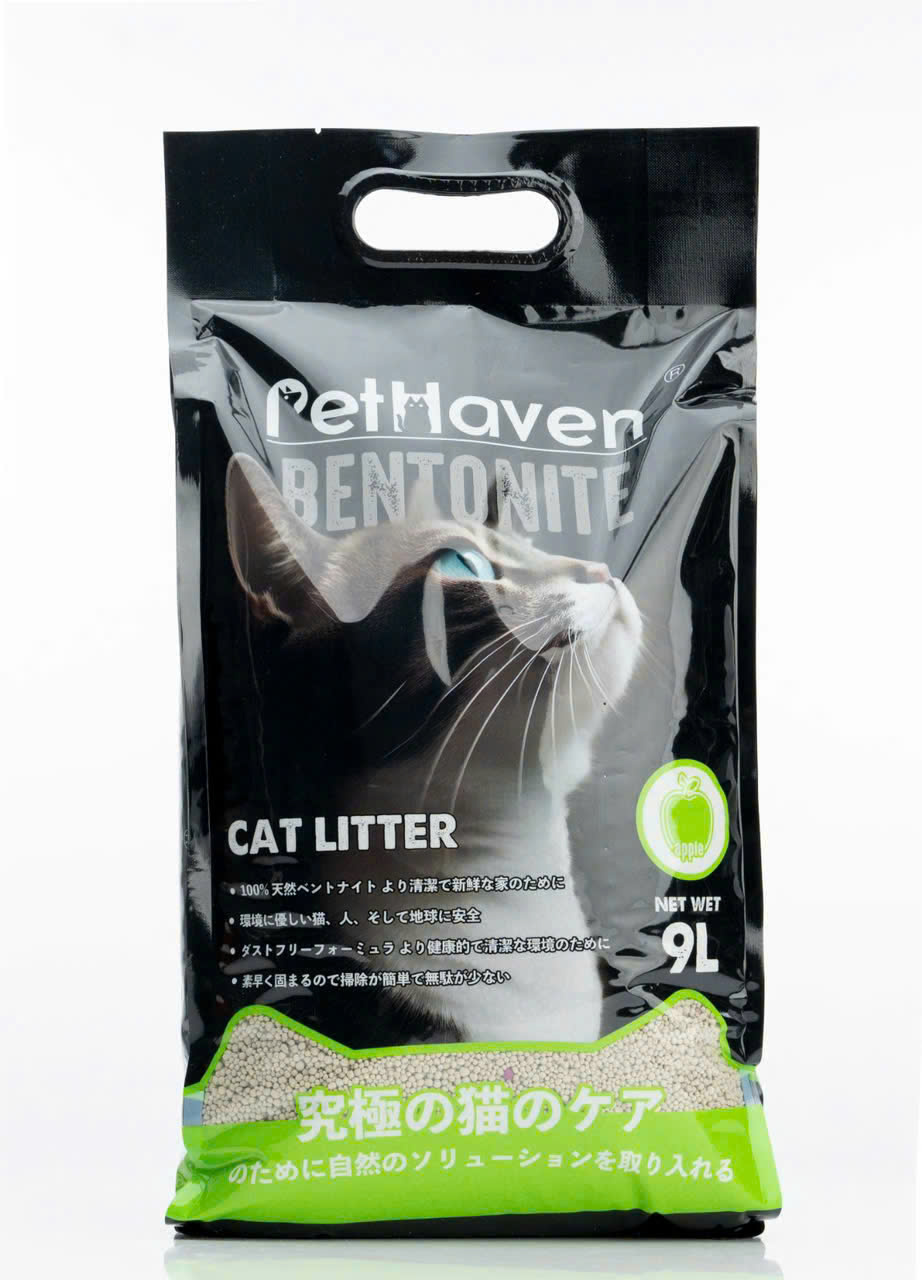 PetHaven®
BENTONITE
CAT LITTER
• 100% 天然ベントナイト より清潔で新鮮な家のために
• 環境に優しい猫、人、そして地球に安全
• ダストフリーフォーミュラ より健康的で清潔な環境のために
• 素早く固まるので掃除が簡単で無駄が少ない
apple
NET WET
9L
究極の猫のケア
のために自然のソリューションを取り入れる